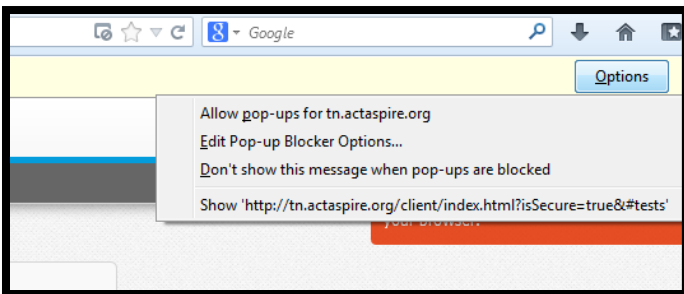 Google
Options
Allow pop-ups for tn.actaspire.org
Edit Pop-up Blocker Options...
Don't show this message when pop-ups are blocked
Show 'http://tn.actaspire.org/client/index.html?isSecure=true&#tests'
your browser.